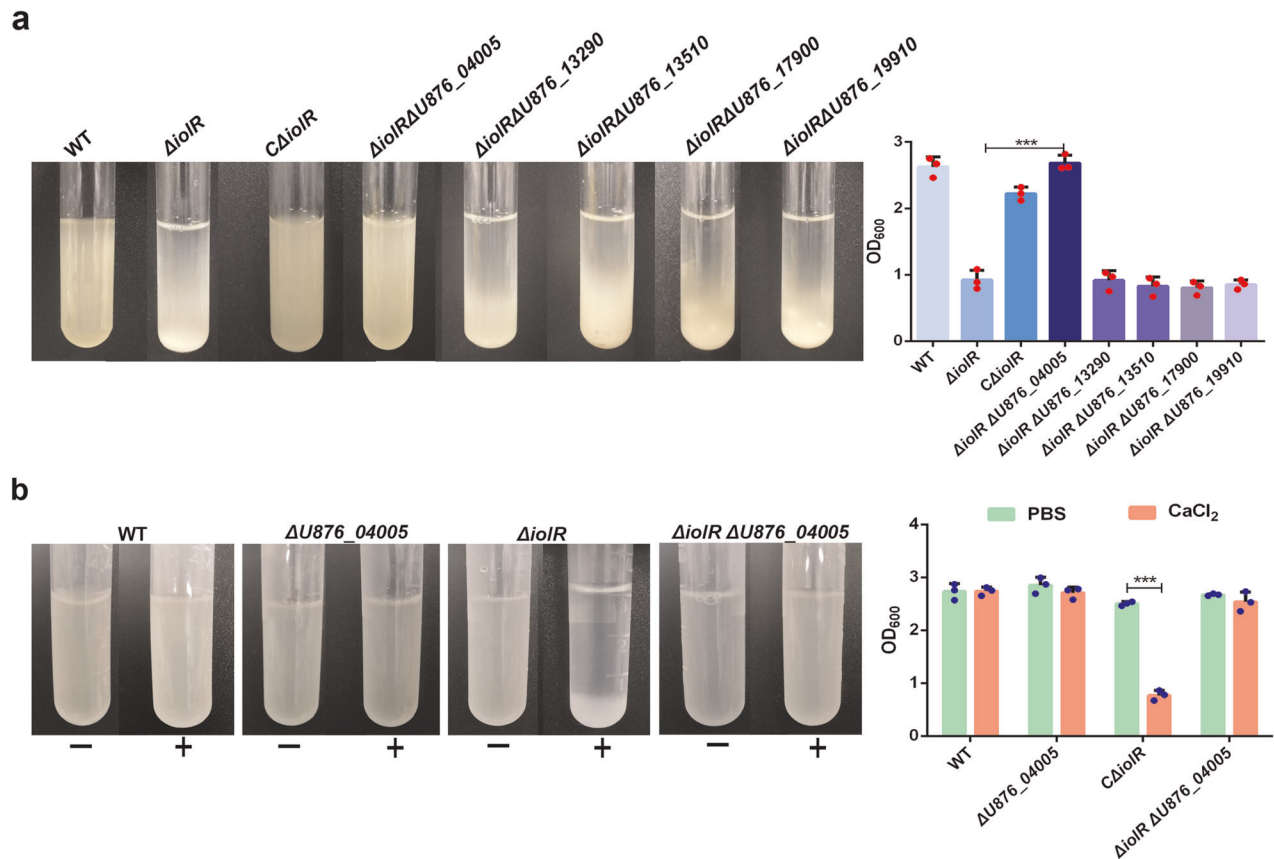 a
WT
ΔiolR
CΔiolR
ΔiolRΔU876_04005
ΔiolRΔU876_13290
ΔiolRΔU876_13510
ΔiolRΔU876_17900
ΔiolRΔU876_19910
***
3
2
1
0
OD₆₀₀
WT
ΔiolR
CΔiolR
ΔiolR ΔU876_04005
ΔiolR ΔU876_13290
ΔiolR ΔU876_13510
ΔiolR ΔU876_17900
ΔiolR ΔU876_19910
b
WT
ΔU876_04005
ΔiolR
ΔiolR ΔU876_04005
− + − + − + − +
PBS CaCl₂
***
4
3
2
1
0
OD₆₀₀
WT
ΔU876_04005
CΔiolR
ΔiolR ΔU876_04005